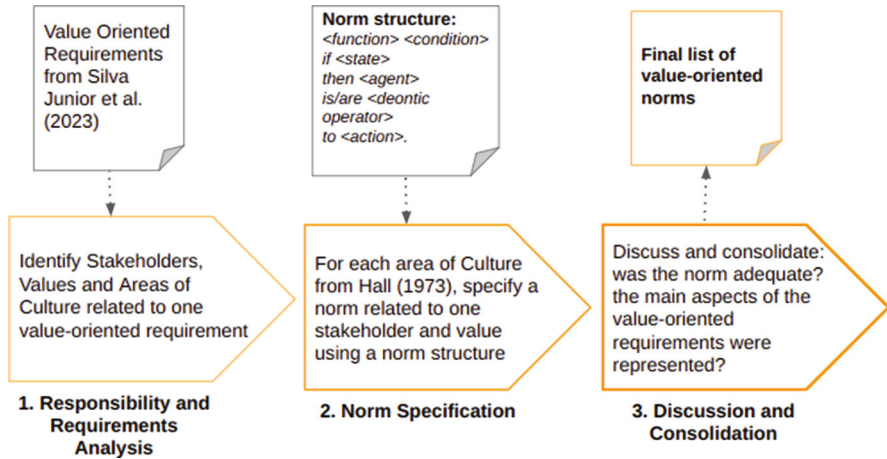 Value Oriented
Requirements
from Silva
Junior et al.
(2023)
Norm structure:
<function> <condition>
if <state>
then <agent>
is/are <deontic
operator>
to <action>.
Final list of
value-oriented
norms
Identify Stakeholders,
Values and Areas of
Culture related to one
value-oriented requirement
For each area of Culture
from Hall (1973), specify a
norm related to one
stakeholder and value
using a norm structure
Discuss and consolidate:
was the norm adequate?
the main aspects of the
value-oriented
requirements were
represented?
1. Responsibility and
Requirements
Analysis
2. Norm Specification
3. Discussion and
Consolidation